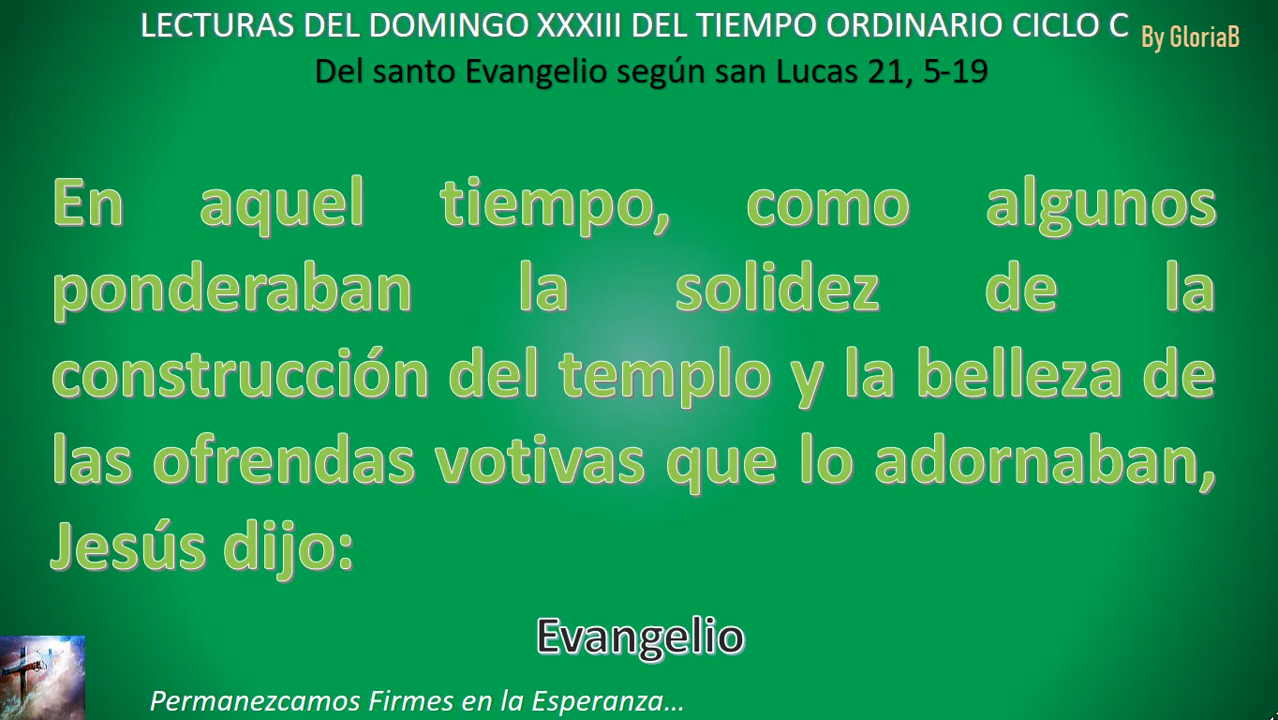 LECTURAS DEL DOMINGO XXXIII DEL TIEMPO ORDINARIO CICLO C
By GloriaB
Del santo Evangelio según san Lucas 21, 5-19
En aquel tiempo, como algunos
ponderaban la solidez de la
construcción del templo y la belleza de
las ofrendas votivas que lo adornaban,
Jesús dijo:
Evangelio
Permanezcamos Firmes en la Esperanza...